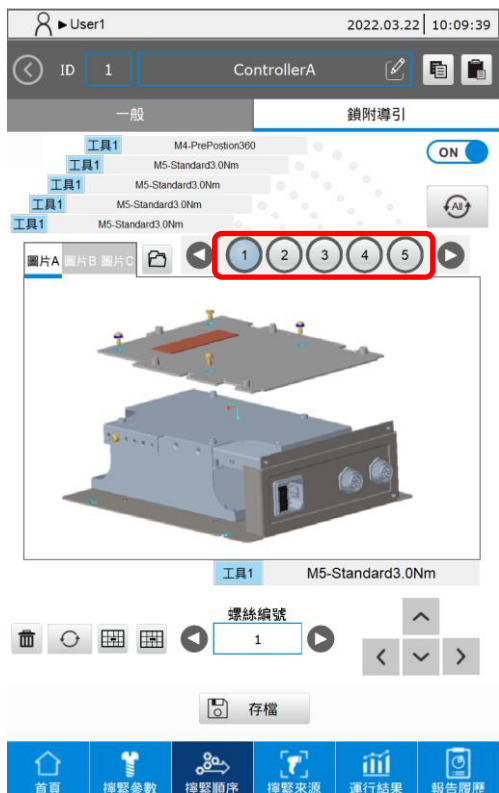 ▶User1 2022.03.22 10:09:39
ID 1 ControllerA
一般 鎖附導引
工具1 M4-PrePostion360
工具1 M5-Standard3.0Nm
工具1 M5-Standard3.0Nm
工具1 M5-Standard3.0Nm
工具1 M5-Standard3.0Nm
ON
All
圖片A 圖片B 圖片C 1 2 3 4 5
工具1 M5-Standard3.0Nm
螺絲編號
1
存檔
首頁 擰緊參數 擰緊順序 擰緊來源 運行結果 報告履歷